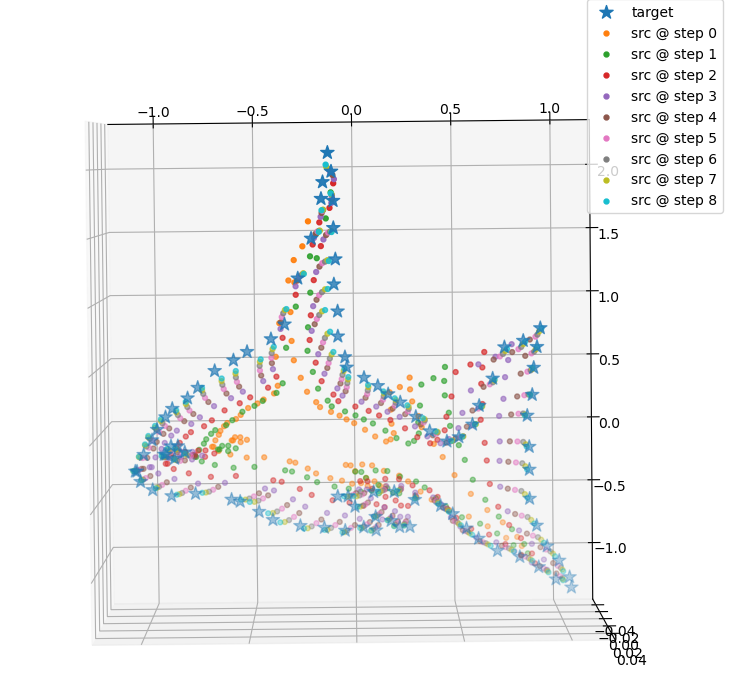 target
src @ step 0
src @ step 1
src @ step 2
src @ step 3
src @ step 4
src @ step 5
src @ step 6
src @ step 7
src @ step 8
−1.0 −0.5 0.0 0.5 1.0
2.0
1.5
1.0
0.5
0.0
−0.5
−1.0
−0.04
−0.02
0.00
0.02
0.04